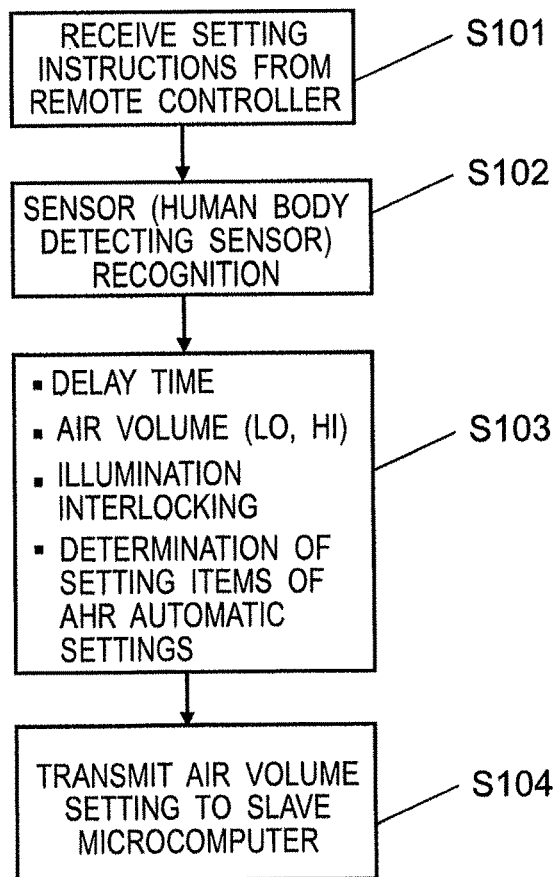 RECEIVE SETTING
INSTRUCTIONS FROM
REMOTE CONTROLLER
S101
SENSOR (HUMAN BODY
DETECTING SENSOR)
RECOGNITION
S102
▪ DELAY TIME
▪ AIR VOLUME (LO, HI)
▪ ILLUMINATION
INTERLOCKING
▪ DETERMINATION OF
SETTING ITEMS OF
AHR AUTOMATIC
SETTINGS
S103
TRANSMIT AIR VOLUME
SETTING TO SLAVE
MICROCOMPUTER
S104